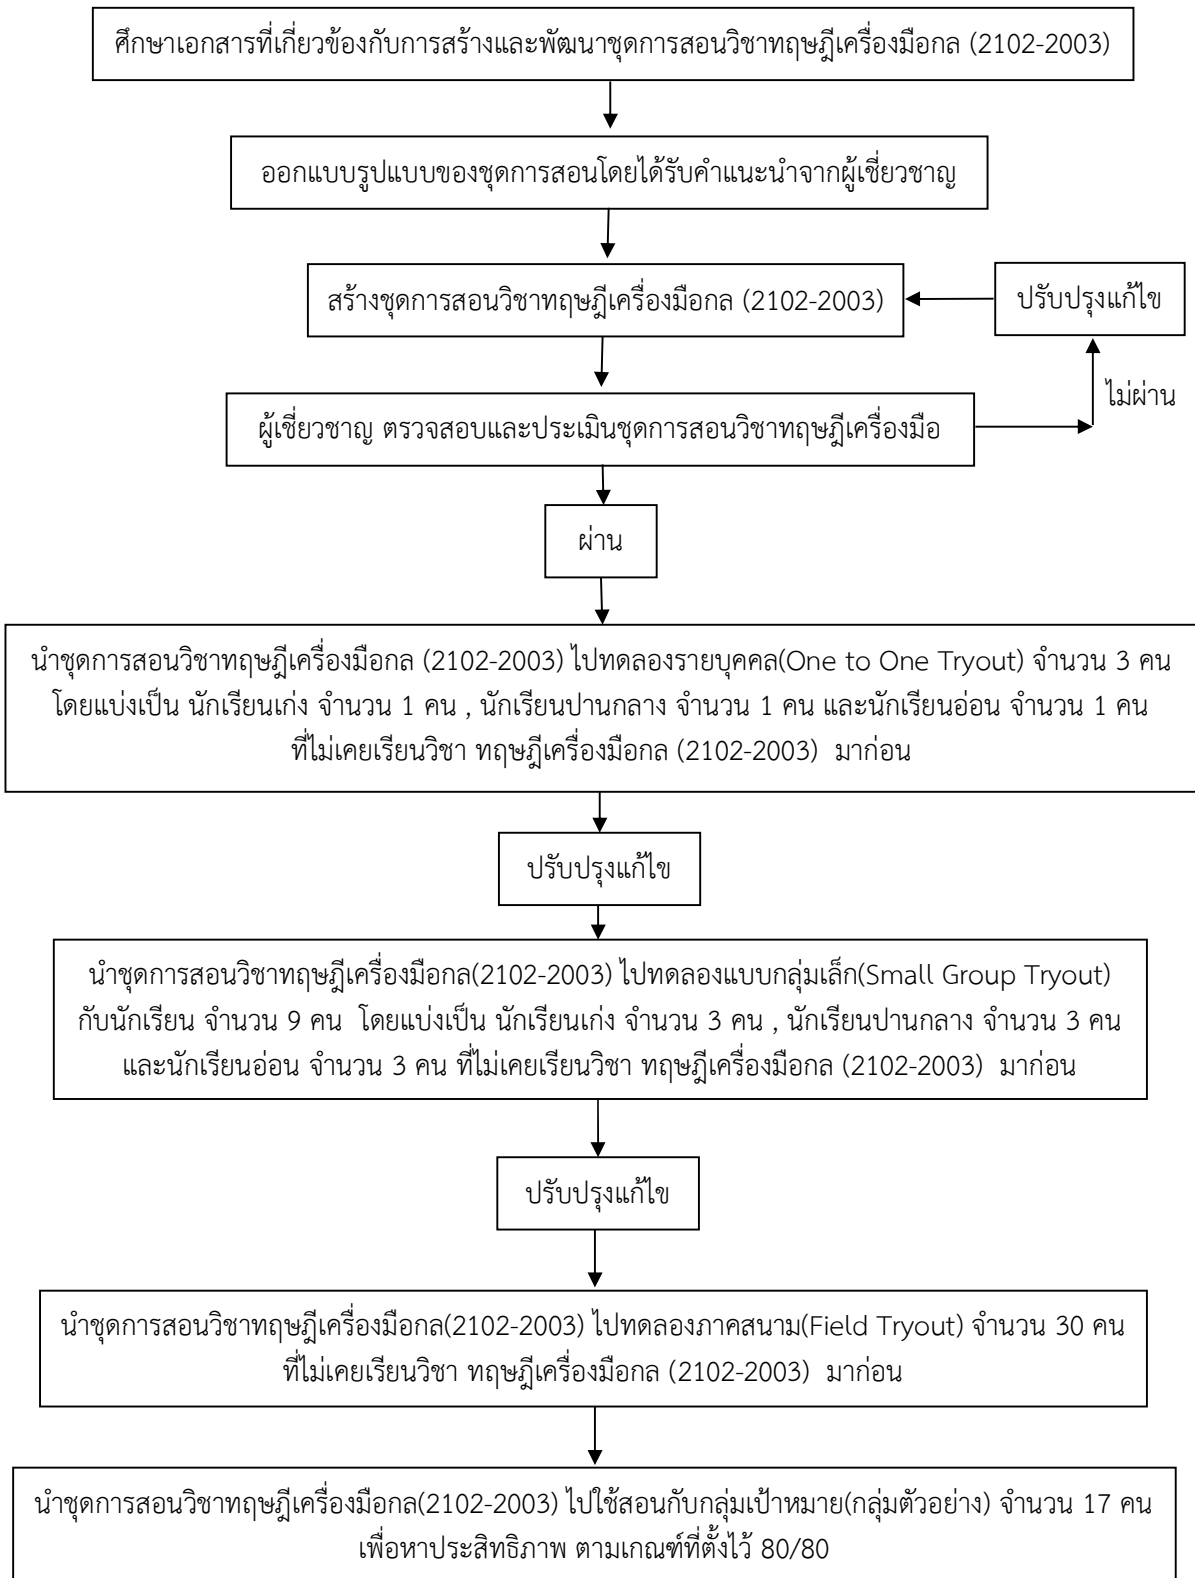 ศึกษาเอกสารที่เกี่ยวข้องกับการสร้างและพัฒนาชุดการสอนวิชาทฤษฎีเครื่องมือกล (2102-2003)
ออกแบบรูปแบบของชุดการสอนโดยได้รับคำแนะนำจากผู้เชี่ยวชาญ
สร้างชุดการสอนวิชาทฤษฎีเครื่องมือกล (2102-2003)
ปรับปรุงแก้ไข
ไม่ผ่าน
ผู้เชี่ยวชาญ ตรวจสอบและประเมินชุดการสอนวิชาทฤษฎีเครื่องมือ
ผ่าน
นำชุดการสอนวิชาทฤษฎีเครื่องมือกล (2102-2003) ไปทดลองรายบุคคล(One to One Tryout) จำนวน 3 คน
โดยแบ่งเป็น นักเรียนเก่ง จำนวน 1 คน , นักเรียนปานกลาง จำนวน 1 คน และนักเรียนอ่อน จำนวน 1 คน
ที่ไม่เคยเรียนวิชา ทฤษฎีเครื่องมือกล (2102-2003) มาก่อน
ปรับปรุงแก้ไข
นำชุดการสอนวิชาทฤษฎีเครื่องมือกล(2102-2003) ไปทดลองแบบกลุ่มเล็ก(Small Group Tryout)
กับนักเรียน จำนวน 9 คน โดยแบ่งเป็น นักเรียนเก่ง จำนวน 3 คน , นักเรียนปานกลาง จำนวน 3 คน
และนักเรียนอ่อน จำนวน 3 คน ที่ไม่เคยเรียนวิชา ทฤษฎีเครื่องมือกล (2102-2003) มาก่อน
ปรับปรุงแก้ไข
นำชุดการสอนวิชาทฤษฎีเครื่องมือกล(2102-2003) ไปทดลองภาคสนาม(Field Tryout) จำนวน 30 คน
ที่ไม่เคยเรียนวิชา ทฤษฎีเครื่องมือกล (2102-2003) มาก่อน
นำชุดการสอนวิชาทฤษฎีเครื่องมือกล(2102-2003) ไปใช้สอนกับกลุ่มเป้าหมาย(กลุ่มตัวอย่าง) จำนวน 17 คน
เพื่อหาประสิทธิภาพ ตามเกณฑ์ที่ตั้งไว้ 80/80